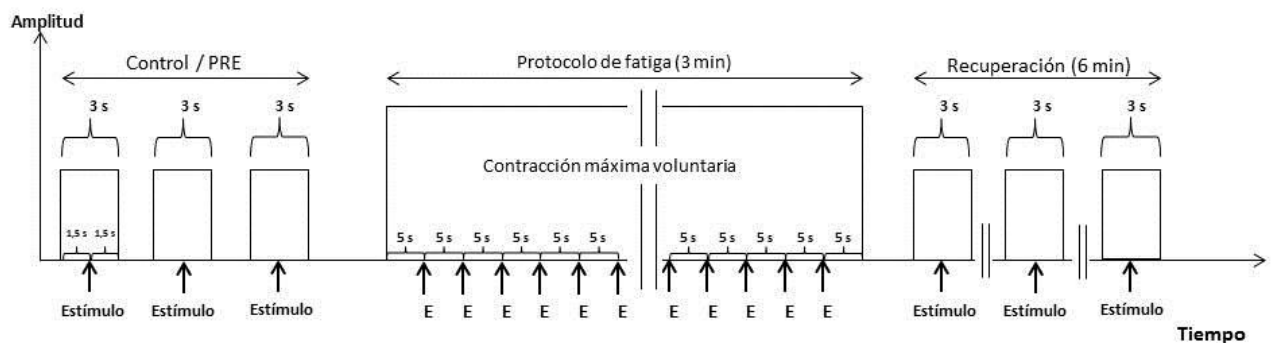 Amplitud
Control / PRE
Protocolo de fatiga (3 min)
Recuperación (6 min)
3 s 3 s 3 s 3 s 3 s 3 s
Contracción máxima voluntaria
1,5 s 1,5 s
5 s 5 s 5 s 5 s 5 s 5 s 5 s 5 s 5 s 5 s 5 s
Estímulo Estímulo Estímulo E E E E E E E E E E E Estímulo Estímulo Estímulo
Tiempo